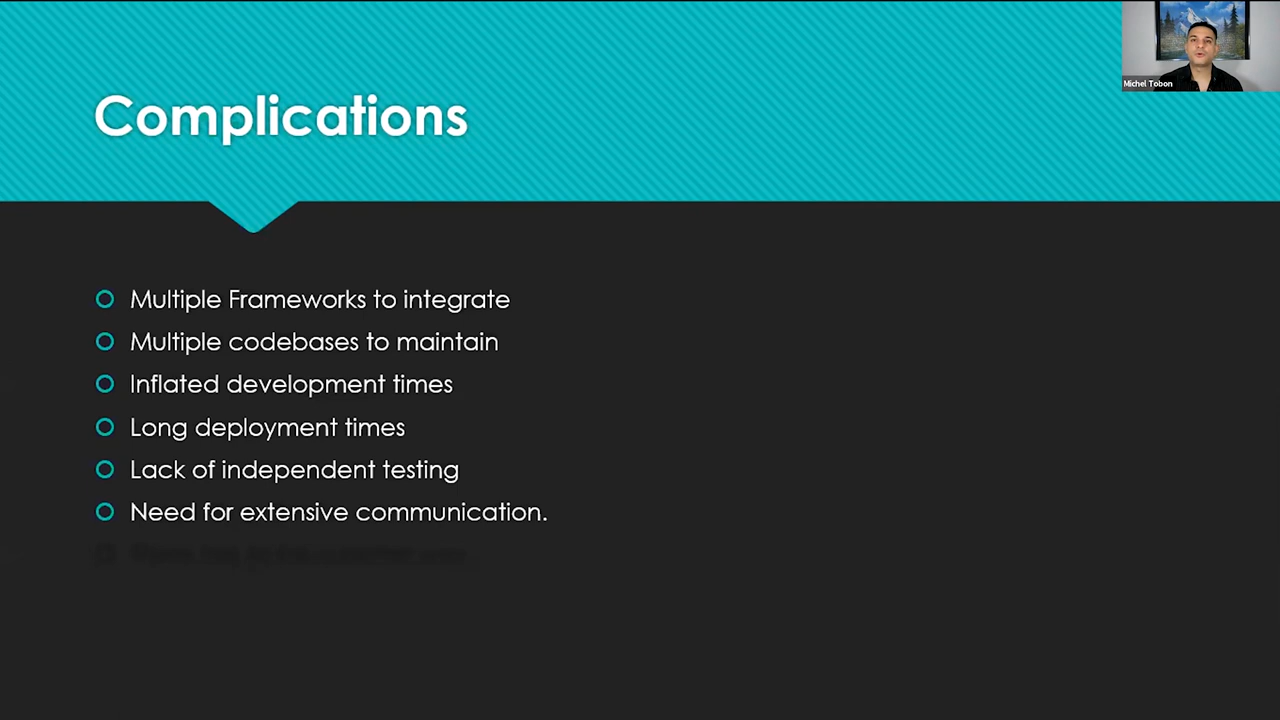 Complications
Michel Tobon
Multiple Frameworks to integrate
Multiple codebases to maintain
Inflated development times
Long deployment times
Lack of independent testing
Need for extensive communication.